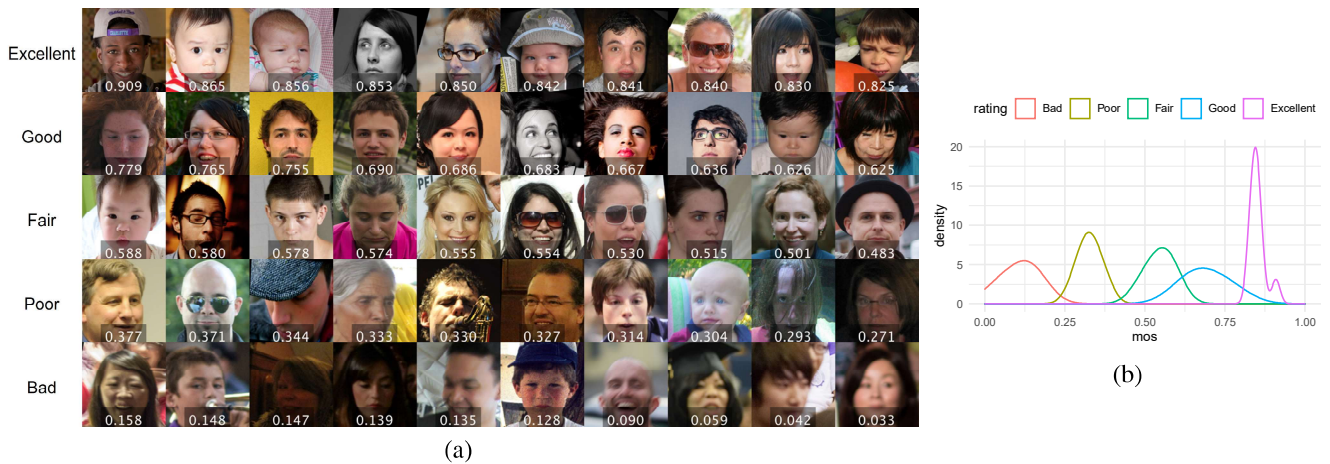 Excellent
0.909 0.865 0.856 0.853 0.850 0.842 0.841 0.840 0.830 0.825
Good
0.779 0.765 0.755 0.690 0.686 0.683 0.667 0.636 0.626 0.625
Fair
0.588 0.580 0.578 0.574 0.555 0.554 0.530 0.515 0.501 0.483
Poor
0.377 0.371 0.344 0.333 0.330 0.327 0.314 0.304 0.293 0.271
Bad
0.158 0.148 0.147 0.139 0.135 0.128 0.090 0.059 0.042 0.033
(a)
rating Bad Poor Fair Good Excellent
20
15
10
5
0
density
0.00 0.25 0.50 0.75 1.00
mos
(b)